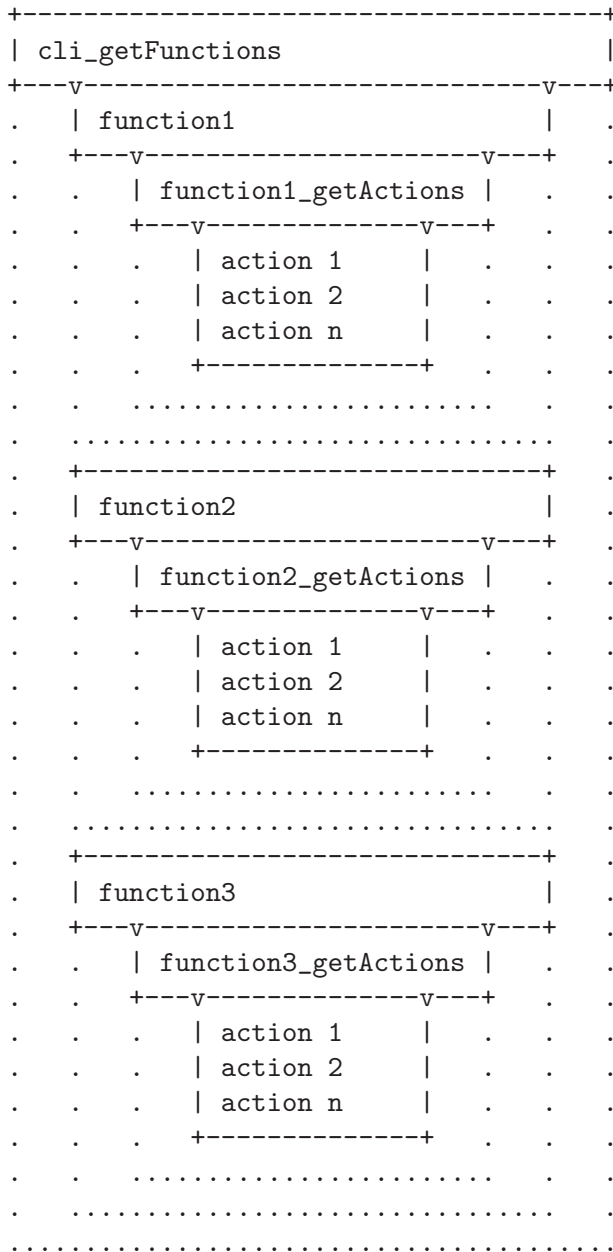 +---------------------------------------+
| cli_getFunctions                      |
+---v------------------------------v---+
.   | function1                    |   .
.   +---v----------------------v---+   .
.   .   | function1_getActions |   .   .
.   .   +---v--------------v---+   .   .
.   .   .   | action 1     |   .   .   .
.   .   .   | action 2     |   .   .   .
.   .   .   | action n     |   .   .   .
.   .   .   +--------------+   .   .   .
.   .   ........................   .   .
.   ................................   .
.   +------------------------------+   .
.   | function2                    |   .
.   +---v----------------------v---+   .
.   .   | function2_getActions |   .   .
.   .   +---v--------------v---+   .   .
.   .   .   | action 1     |   .   .   .
.   .   .   | action 2     |   .   .   .
.   .   .   | action n     |   .   .   .
.   .   .   +--------------+   .   .   .
.   .   ........................   .   .
.   ................................   .
.   +------------------------------+   .
.   | function3                    |   .
.   +---v----------------------v---+   .
.   .   | function3_getActions |   .   .
.   .   +---v--------------v---+   .   .
.   .   .   | action 1     |   .   .   .
.   .   .   | action 2     |   .   .   .
.   .   .   | action n     |   .   .   .
.   .   .   +--------------+   .   .   .
.   .   ........................   .   .
.   ................................   .
........................................